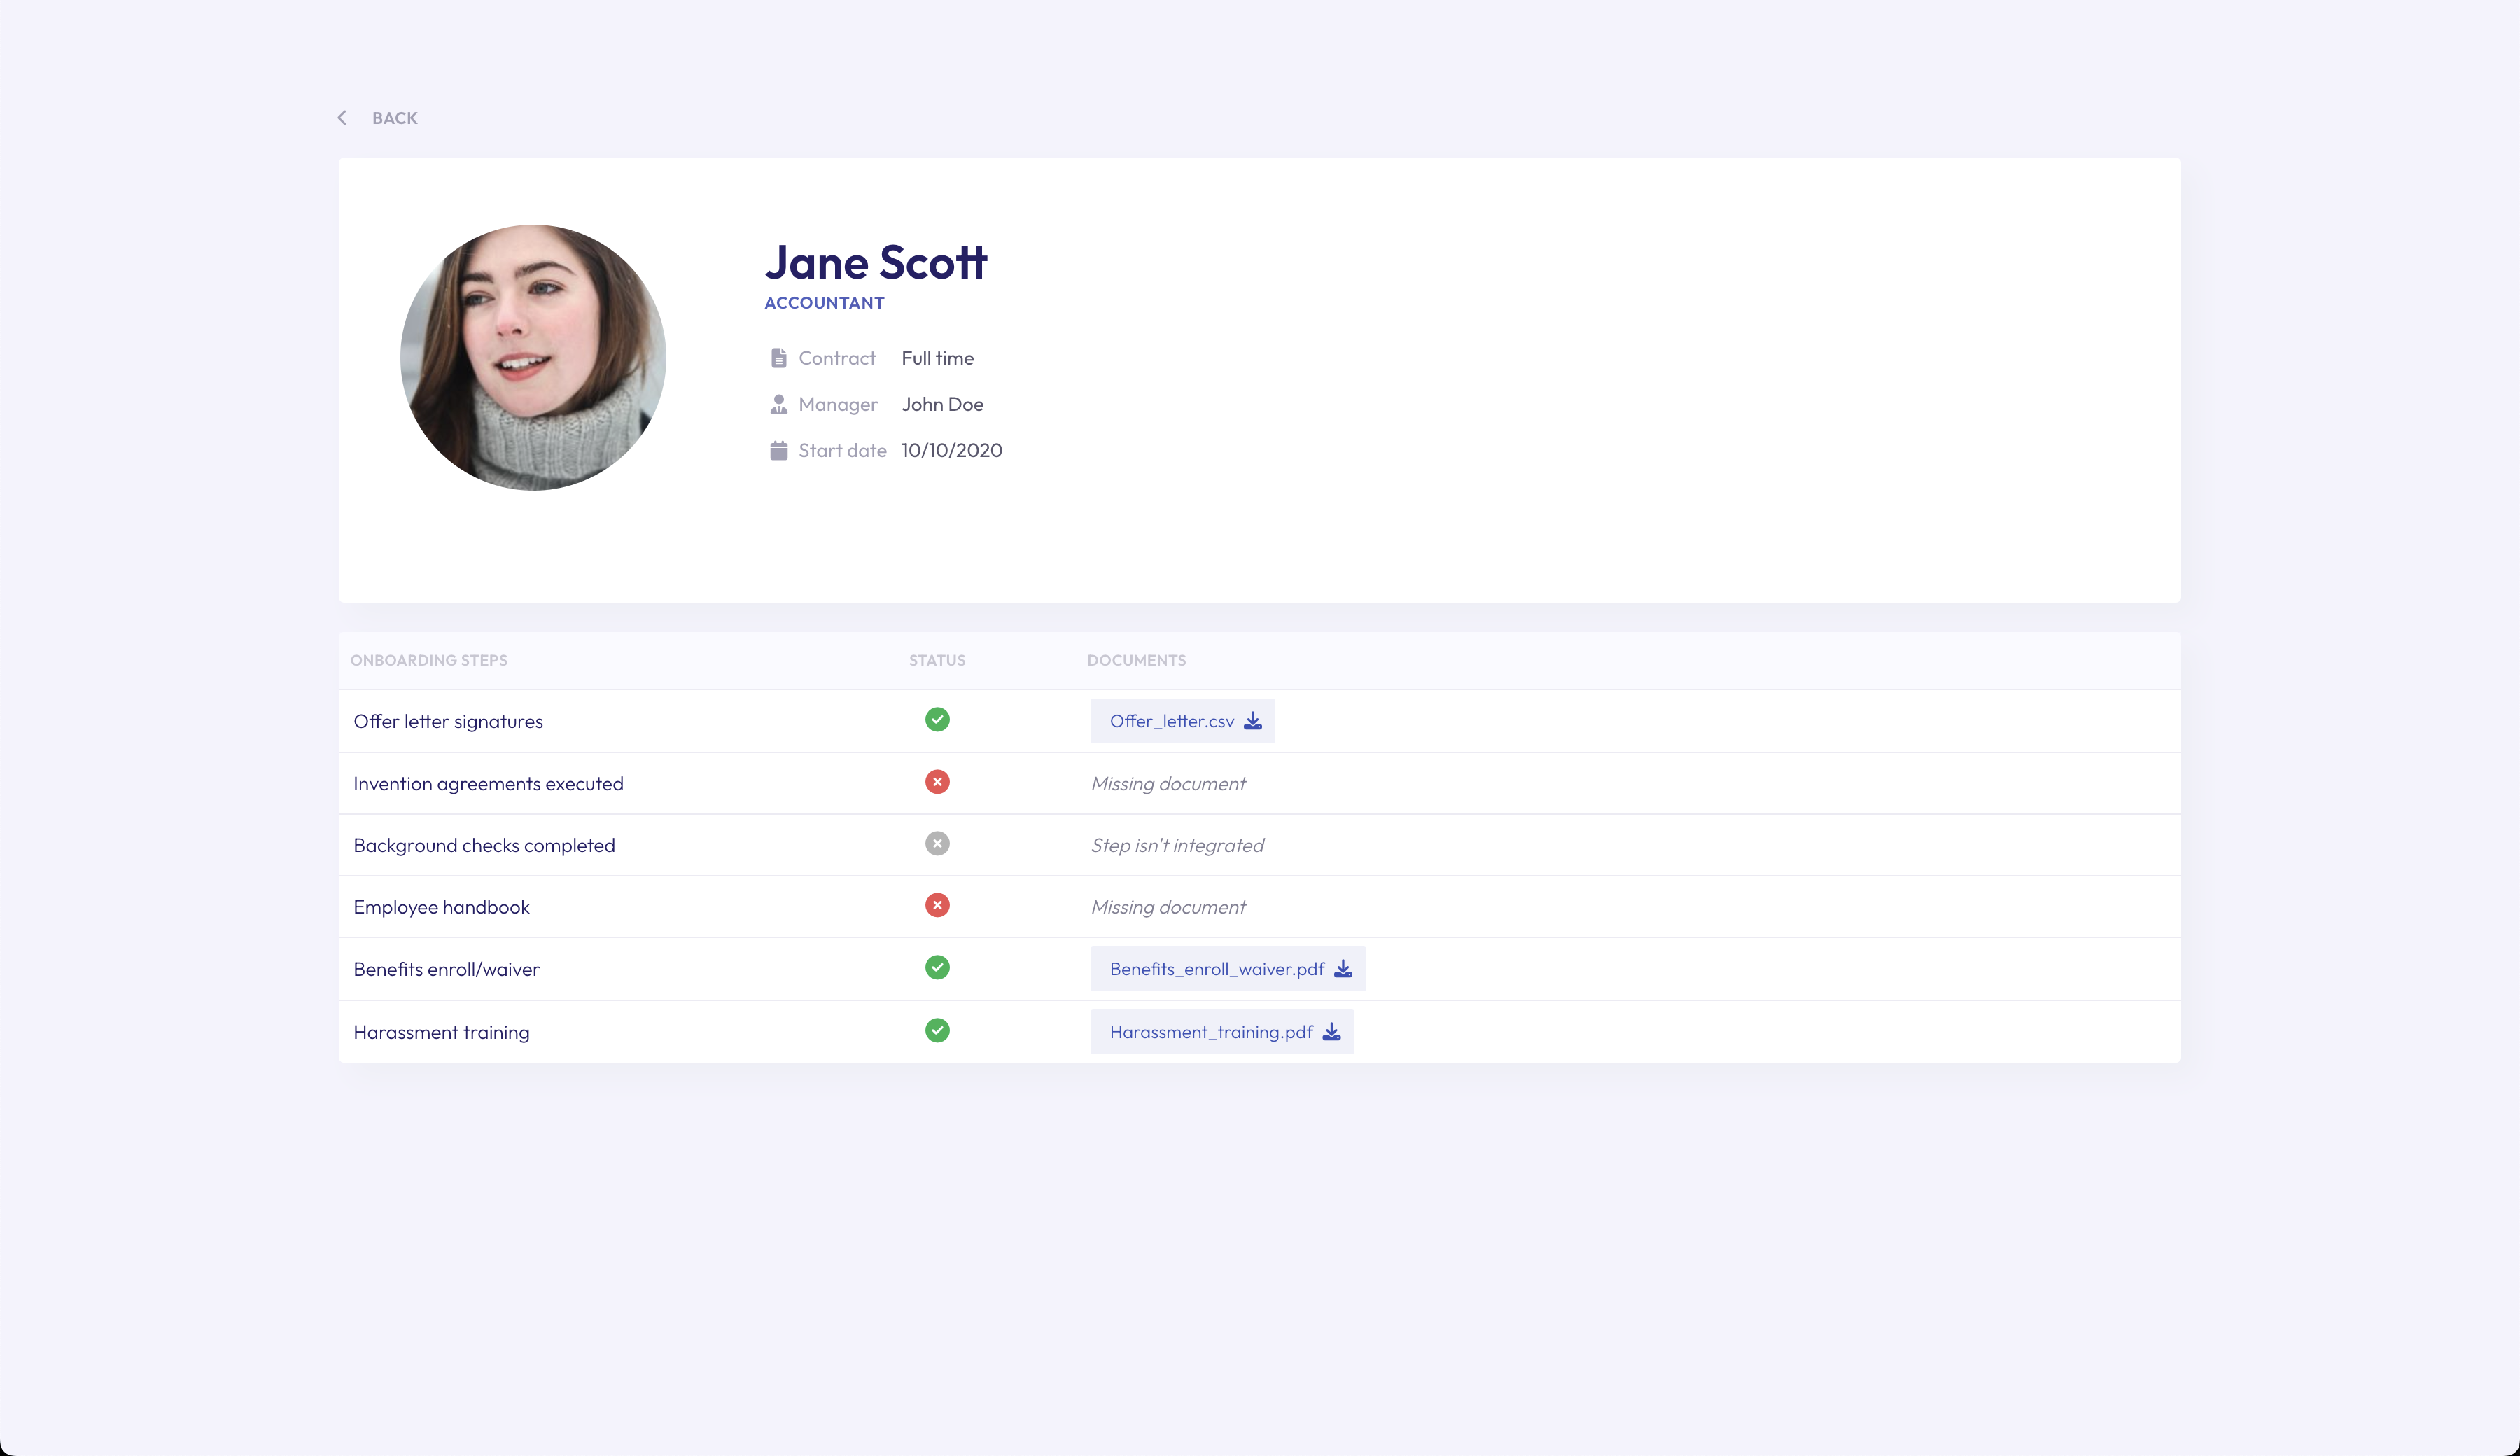 BACK
Jane Scott
ACCOUNTANT
Contract Full time
Manager John Doe
Start date 10/10/2020
ONBOARDING STEPS STATUS DOCUMENTS
Offer letter signatures Offer_letter.csv
Invention agreements executed Missing document
Background checks completed Step isn't integrated
Employee handbook Missing document
Benefits enroll/waiver Benefits_enroll_waiver.pdf
Harassment training Harassment_training.pdf